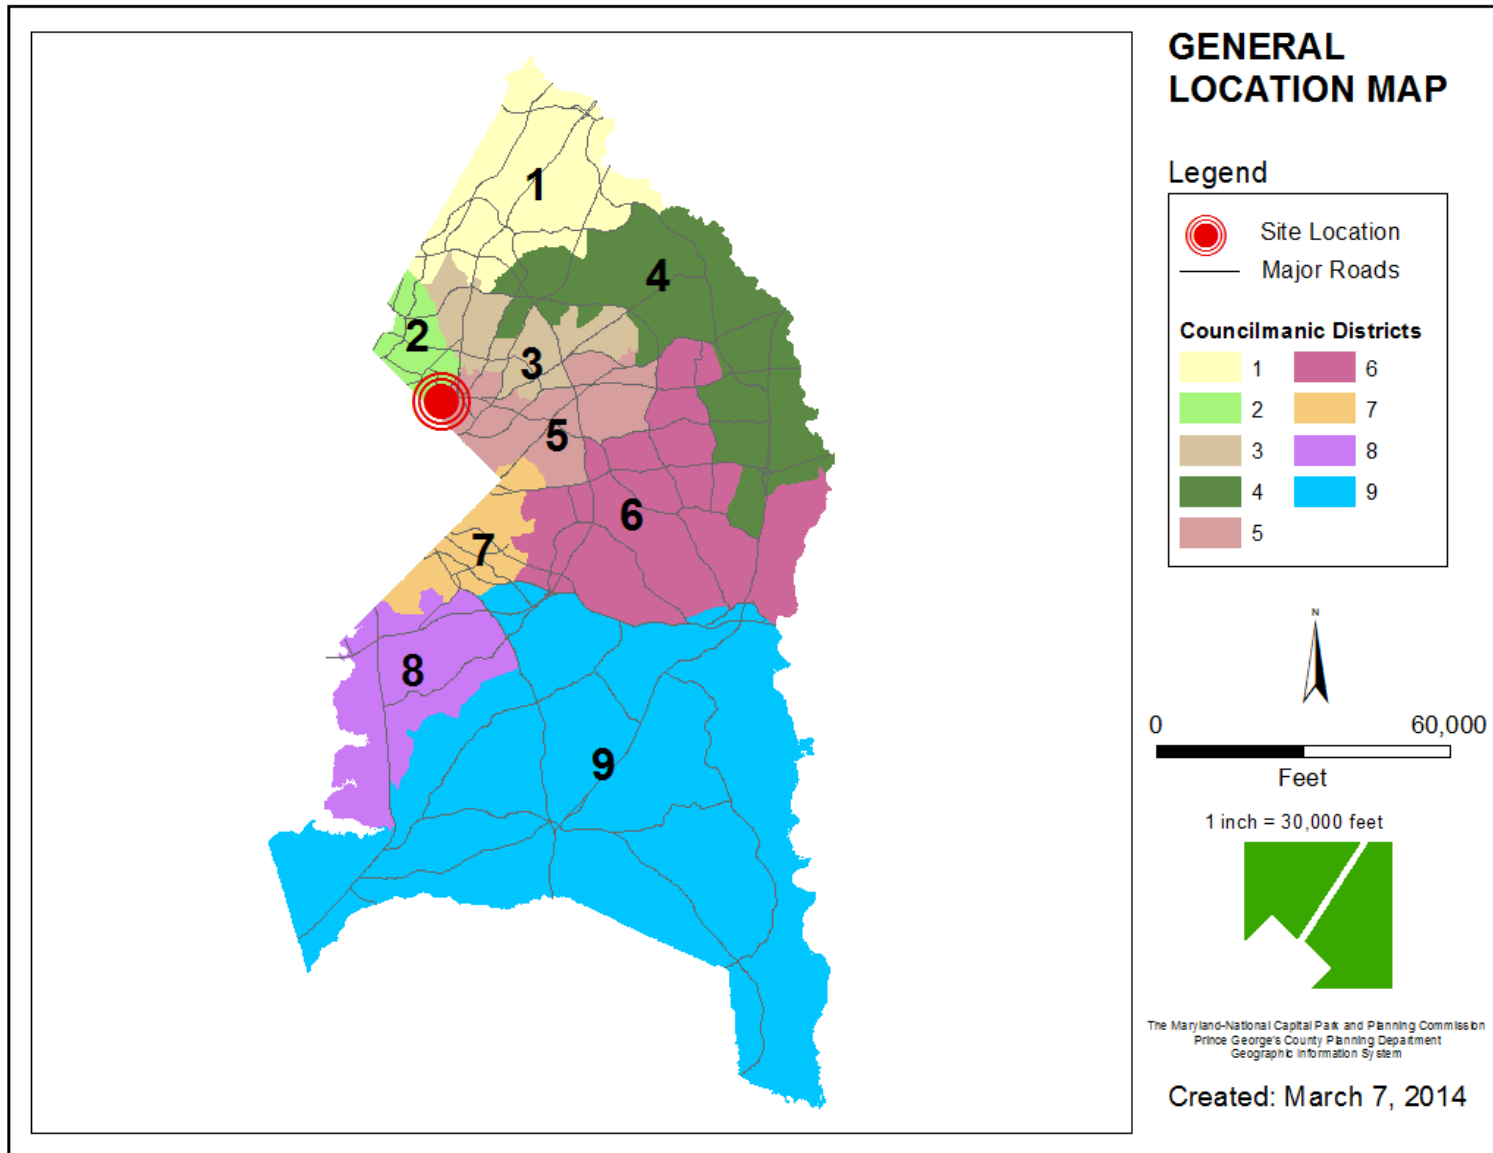 GENERAL
LOCATION MAP
Legend
Site Location
Major Roads
Councilmanic Districts
1 6
2 7
3 8
4 9
5
1
4
2
3
5
6
7
8
9
N
0 60,000
Feet
1 inch = 30,000 feet
The Maryland-National Capital Park and Planning Commission
Prince George's County Planning Department
Geographic Information System
Created: March 7, 2014